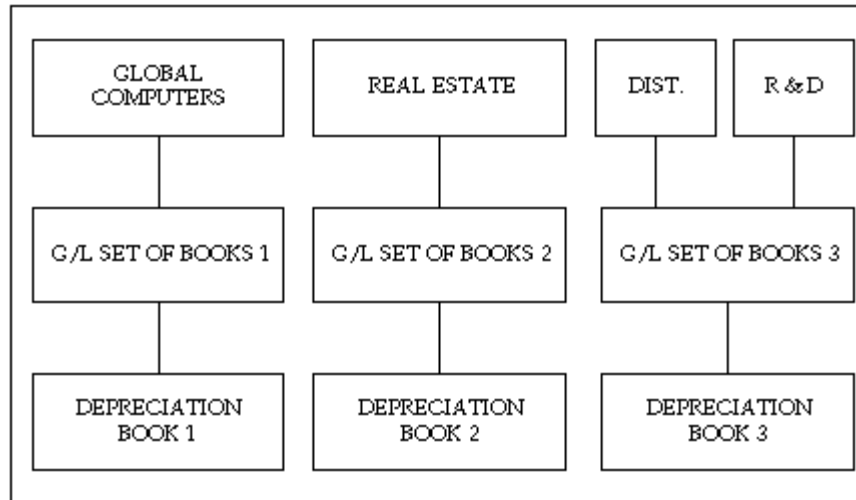 GLOBAL
COMPUTERS
REAL ESTATE
DIST.
R & D
G/L SET OF BOOKS 1
G/L SET OF BOOKS 2
G/L SET OF BOOKS 3
DEPRECIATION
BOOK 1
DEPRECIATION
BOOK 2
DEPRECIATION
BOOK 3